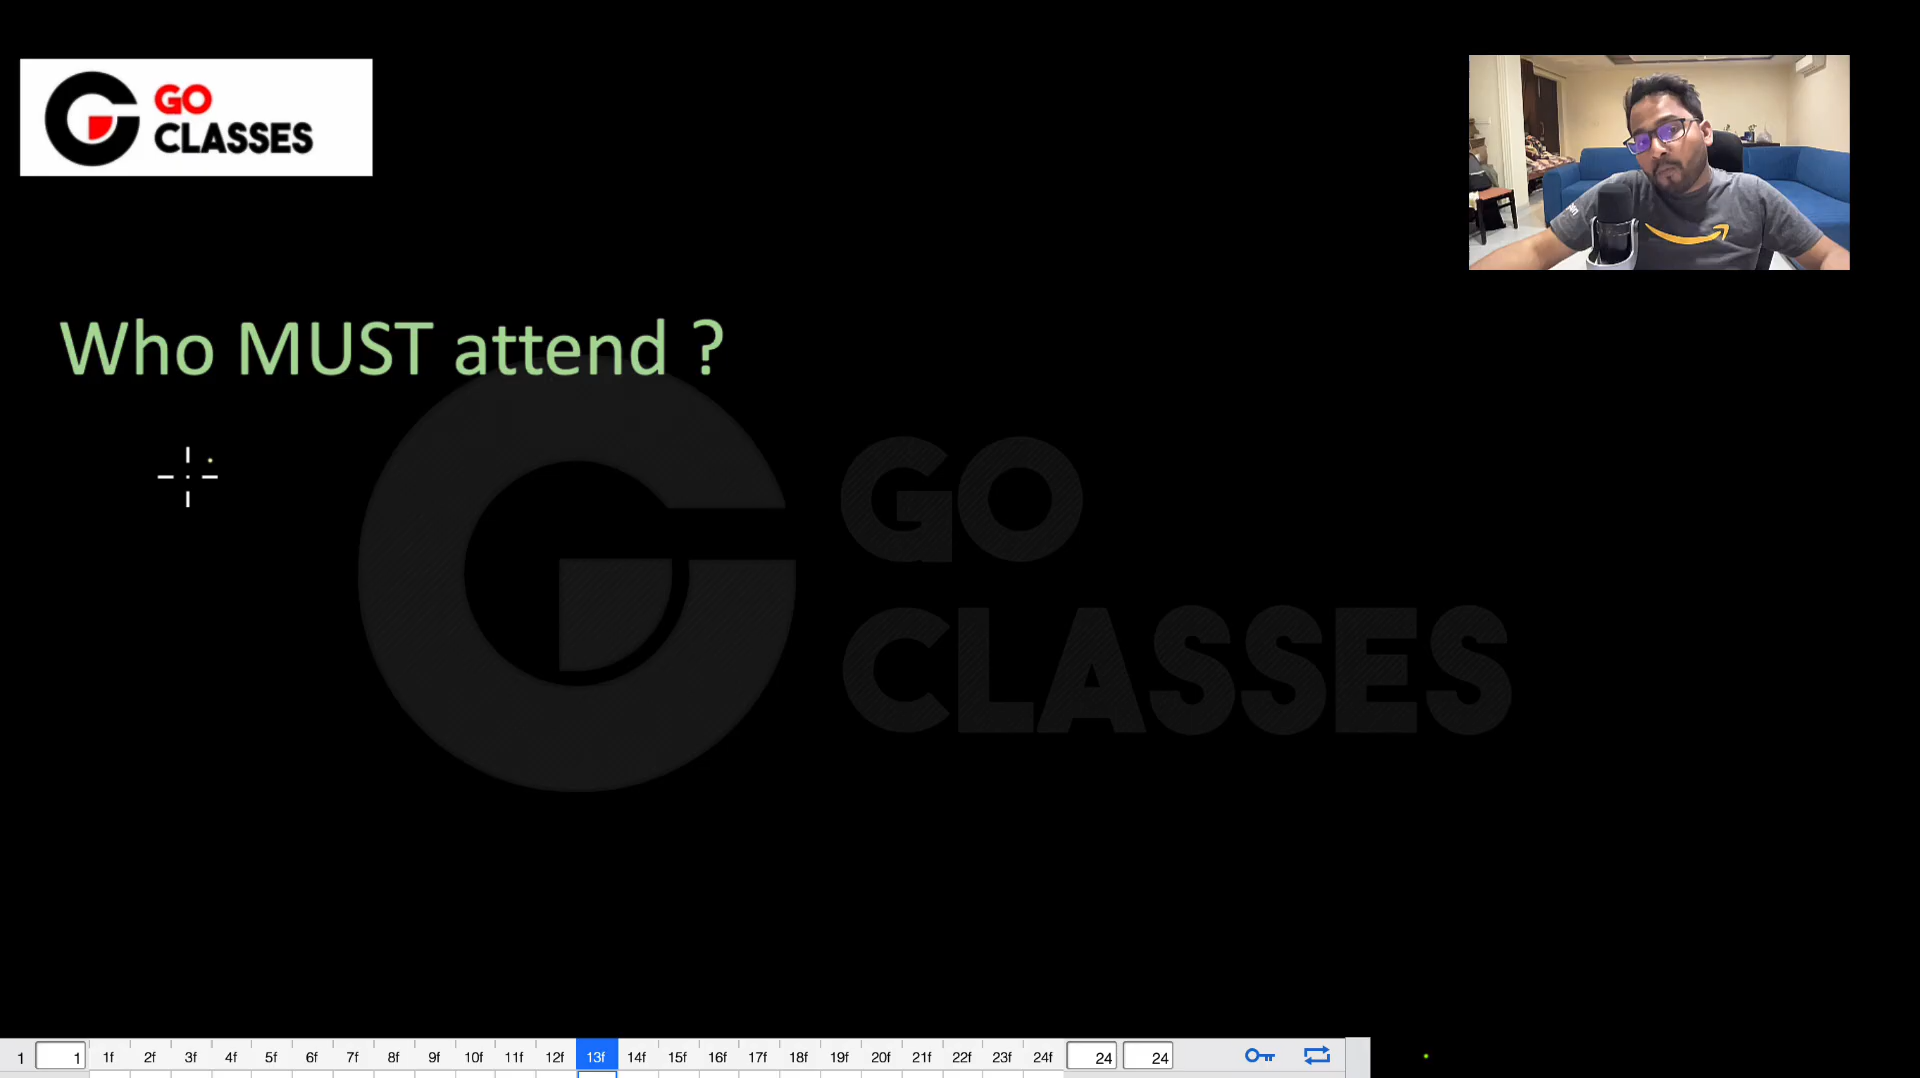 GO
CLASSES
Who MUST attend ?
GO
CLASSES
1 1 1f 2f 3f 4f 5f 6f 7f 8f 9f 10f 11f 12f 13f 14f 15f 16f 17f 18f 19f 20f 21f 22f 23f 24f 24 24